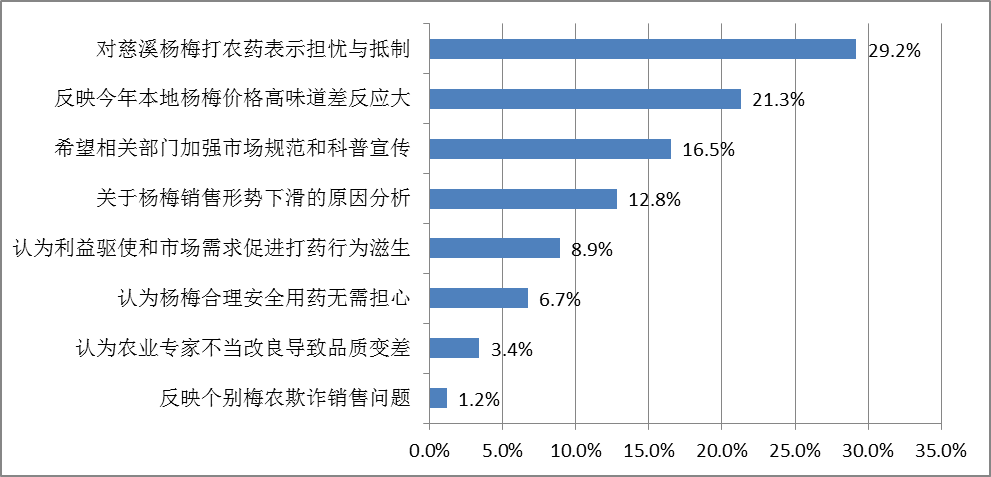 对慈溪杨梅打农药表示担忧与抵制 29.2%
反映今年本地杨梅价格高味道差反应大 21.3%
希望相关部门加强市场规范和科普宣传 16.5%
关于杨梅销售形势下滑的原因分析 12.8%
认为利益驱使和市场需求促进打药行为滋生 8.9%
认为杨梅合理安全用药无需担心 6.7%
认为农业专家不当改良导致品质变差 3.4%
反映个别梅农欺诈销售问题 1.2%
0.0% 5.0% 10.0% 15.0% 20.0% 25.0% 30.0% 35.0%